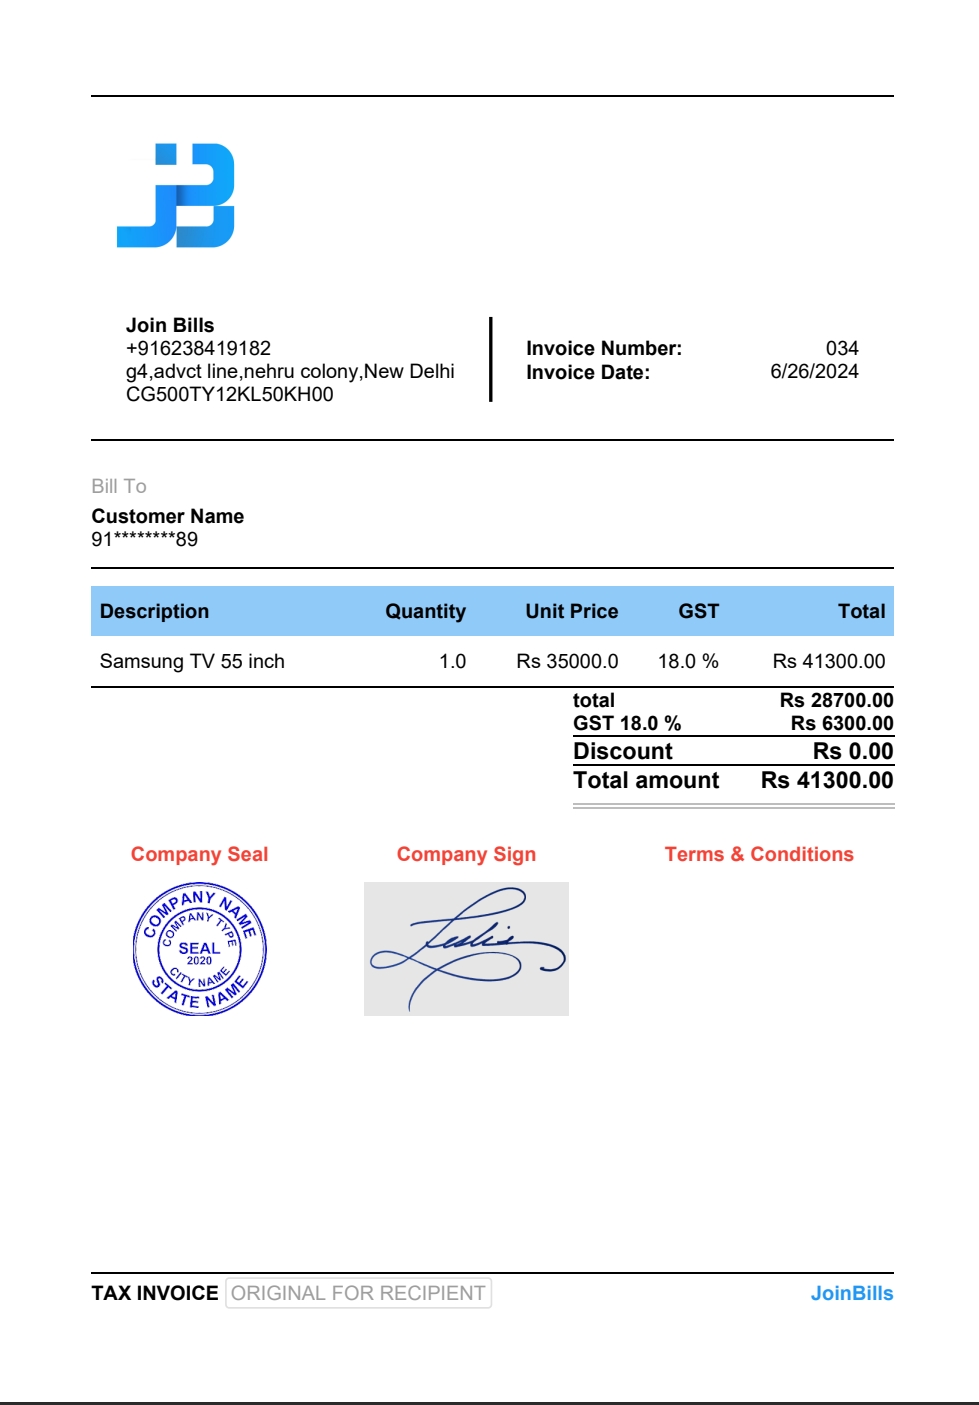 JB
Join Bills
+916238419182
g4,advct line,nehru colony,New Delhi
CG500TY12KL50KH00
Invoice Number: 034
Invoice Date: 6/26/2024
Bill To
Customer Name
91********89
Description Quantity Unit Price GST Total
Samsung TV 55 inch 1.0 Rs 35000.0 18.0 % Rs 41300.00
total Rs 28700.00
GST 18.0 % Rs 6300.00
Discount Rs 0.00
Total amount Rs 41300.00
Company Seal Company Sign Terms & Conditions
COMPANY NAME
COMPANY TYPE
SEAL
2020
CITY NAME
STATE NAME
Leslie
TAX INVOICE ORIGINAL FOR RECIPIENT JoinBills